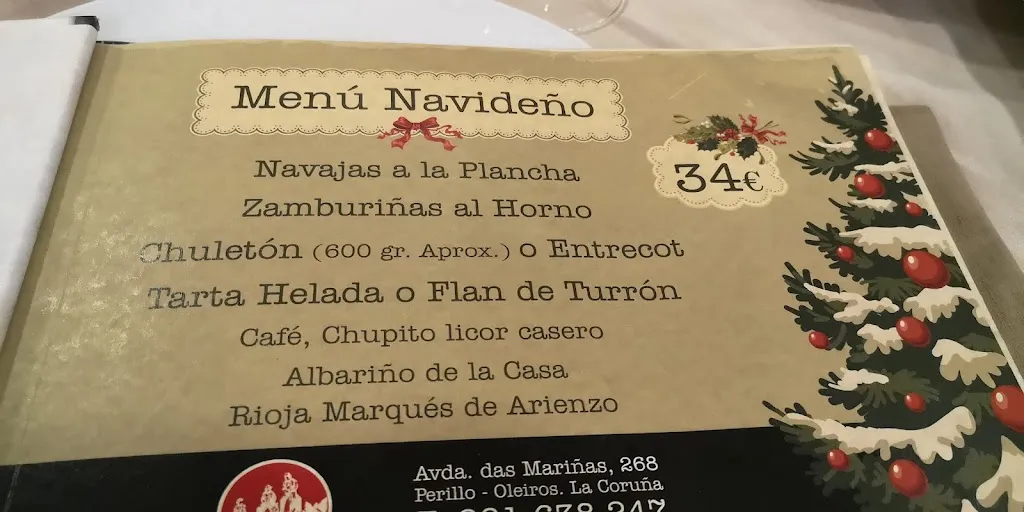 Menú Navideño
34€
Navajas a la Plancha
Zamburiñas al Horno
Chuletón (600 gr. Aprox.) o Entrecot
Tarta Helada o Flan de Turrón
Café, Chupito licor casero
Albariño de la Casa
Rioja Marqués de Arienzo
Avda. das Mariñas, 268
Perillo - Oleiros. La Coruña